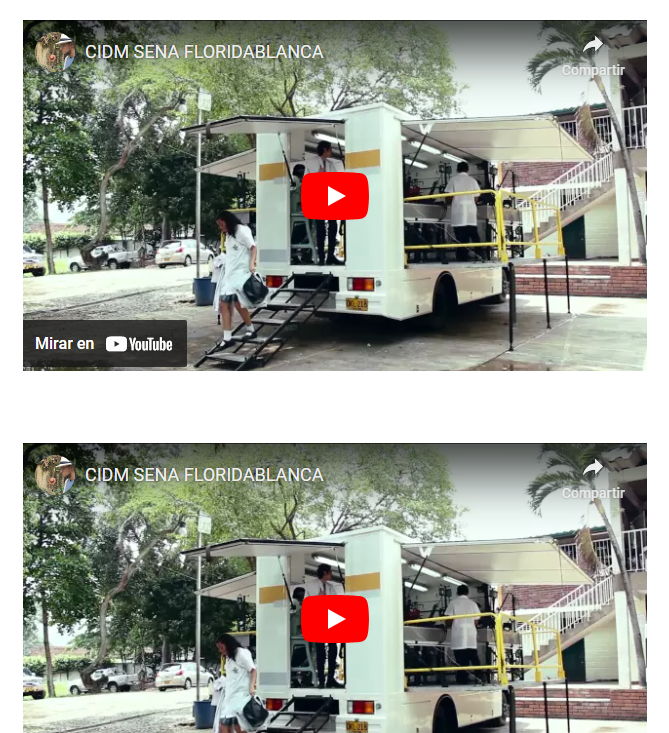 CIDM SENA FLORIDABLANCA
Compartir
Mirar en YouTube
CIDM SENA FLORIDABLANCA
Compartir